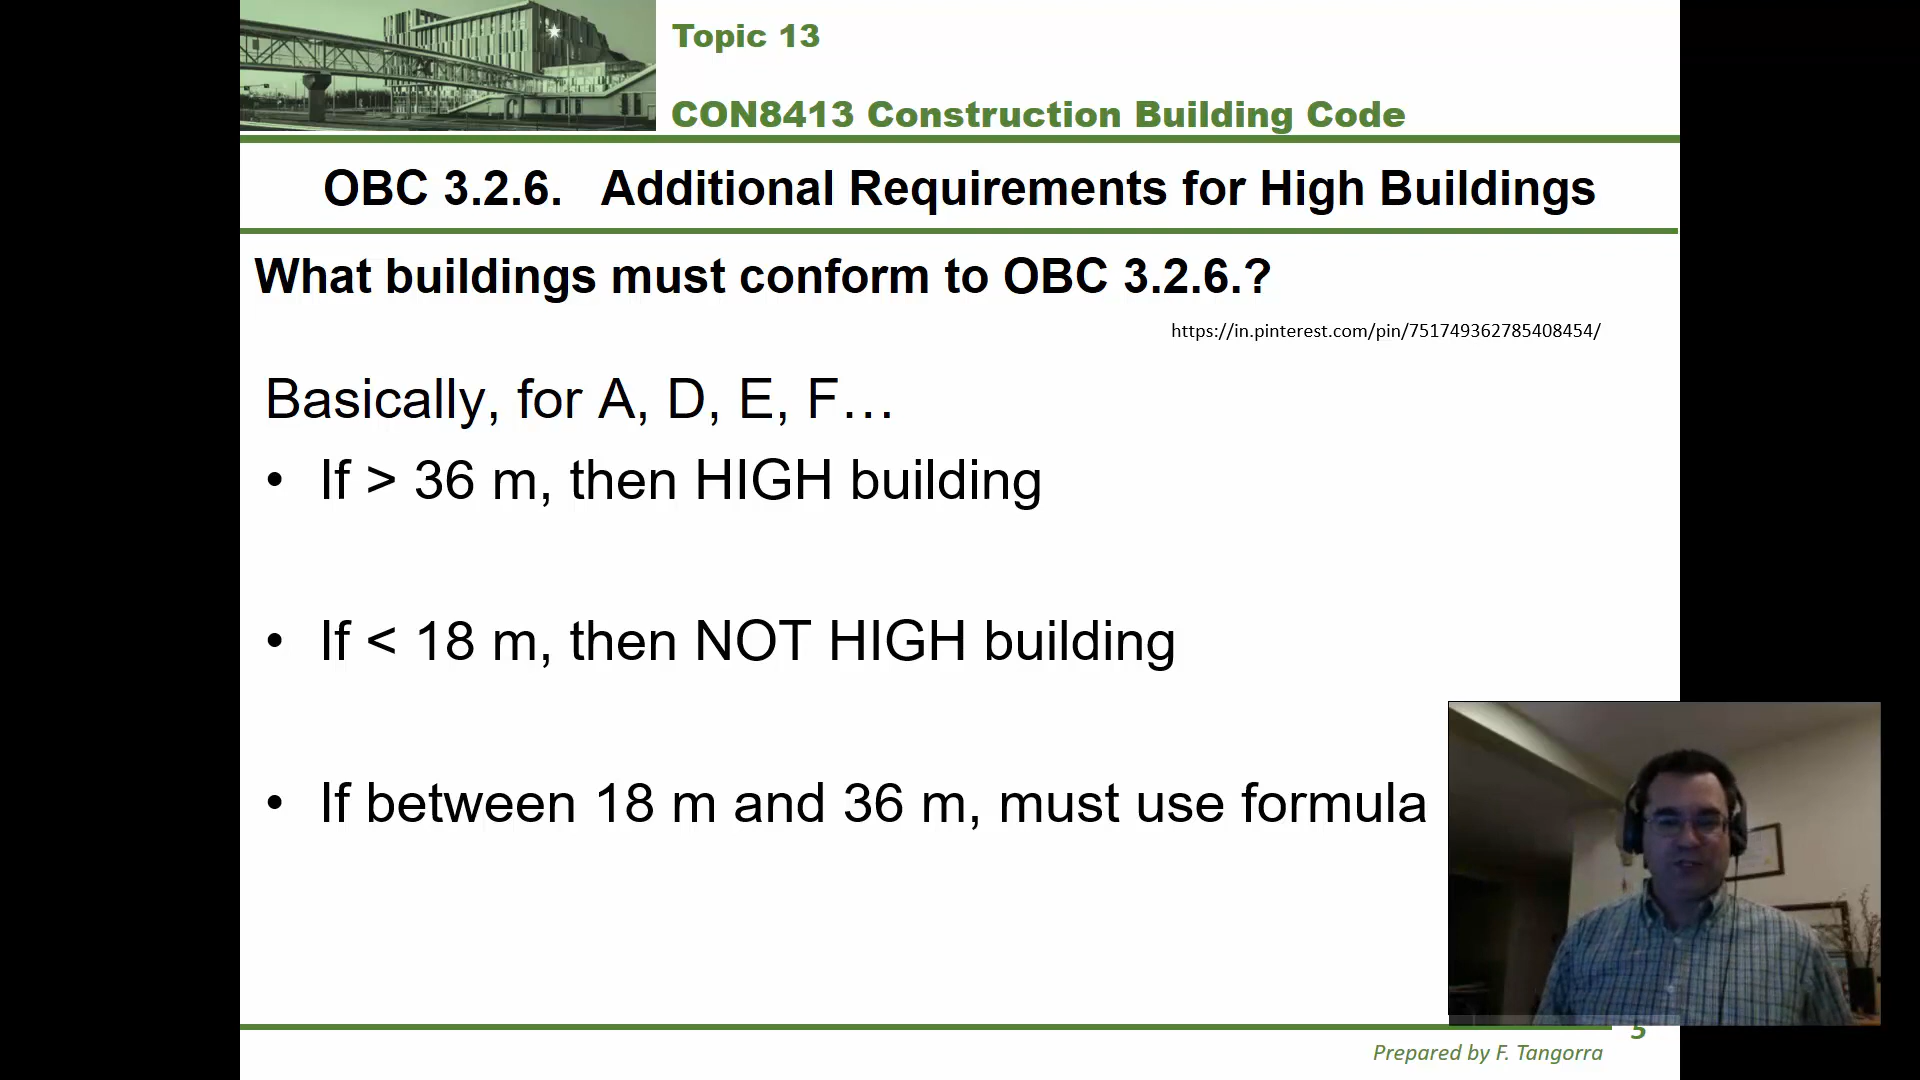 Topic 13
CON8413 Construction Building Code
OBC 3.2.6. Additional Requirements for High Buildings
What buildings must conform to OBC 3.2.6.?
https://in.pinterest.com/pin/751749362785408454/
Basically, for A, D, E, F…
• If > 36 m, then HIGH building
• If < 18 m, then NOT HIGH building
• If between 18 m and 36 m, must use formula
5
Prepared by F. Tangorra